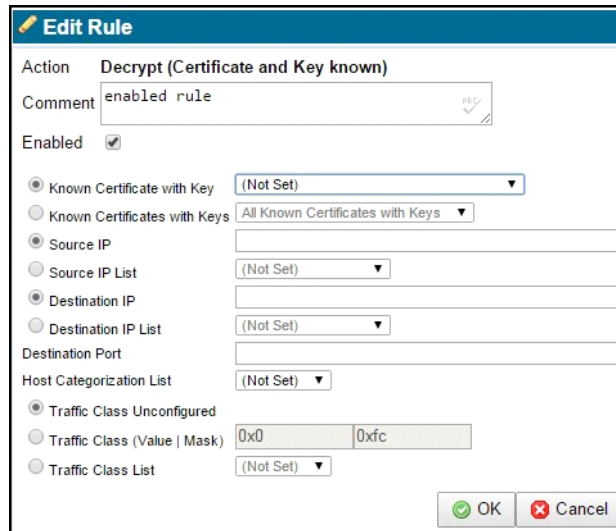 Edit Rule
Action Decrypt (Certificate and Key known)
Comment enabled rule
ABC
Enabled
Known Certificate with Key (Not Set)
Known Certificates with Keys All Known Certificates with Keys
Source IP
Source IP List (Not Set)
Destination IP
Destination IP List (Not Set)
Destination Port
Host Categorization List (Not Set)
Traffic Class Unconfigured
Traffic Class (Value | Mask) 0x0 0xfc
Traffic Class List (Not Set)
OK Cancel